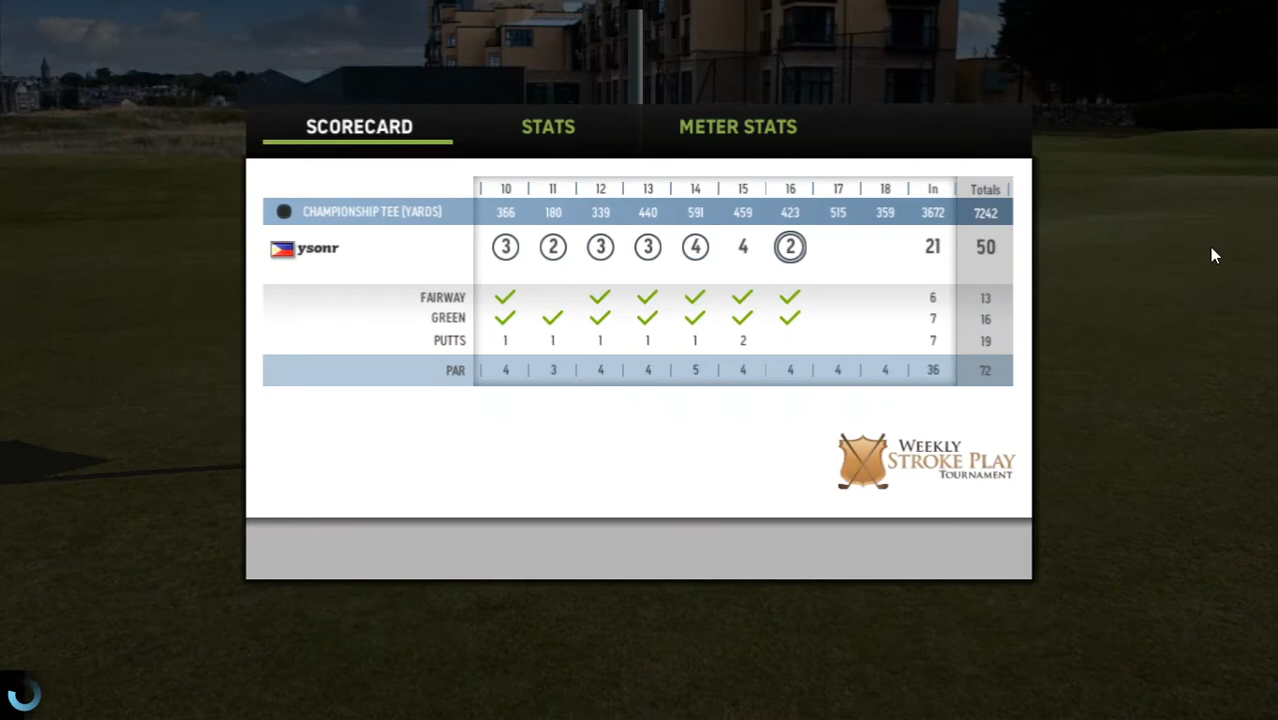 SCORECARD STATS METER STATS
10 11 12 13 14 15 16 17 18 In Totals
CHAMPIONSHIP TEE (YARDS) 366 180 339 440 591 459 423 515 359 3672 7242
ysonr 3 2 3 3 4 4 2 21 50
FAIRWAY 6 13
GREEN 7 16
PUTTS 1 1 1 1 1 2 7 19
PAR 4 3 4 4 5 4 4 4 4 36 72
WEEKLY
STROKE PLAY
TOURNAMENT